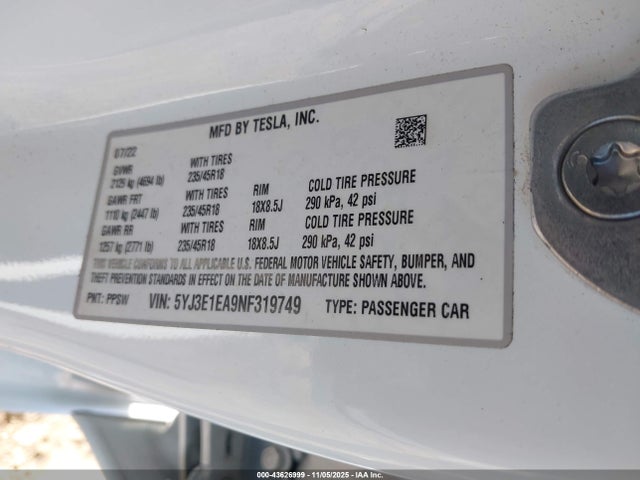 MFD BY TESLA, INC.
07/22
GVWR WITH TIRES
2129 kg (4694 lb) 235/45R18
GAWR FRT WITH TIRES RIM COLD TIRE PRESSURE
1110 kg (2447 lb) 235/45R18 18X8.5J 290 kPa, 42 psi
GAWR RR WITH TIRES RIM COLD TIRE PRESSURE
1257 kg (2771 lb) 235/45R18 18X8.5J 290 kPa, 42 psi
THIS VEHICLE CONFORMS TO ALL APPLICABLE U.S. FEDERAL MOTOR VEHICLE SAFETY, BUMPER, AND
THEFT PREVENTION STANDARDS IN EFFECT ON THE DATE OF MANUFACTURE SHOWN ABOVE.
PNT: PPSW VIN: 5YJ3E1EA9NF319749 TYPE: PASSENGER CAR
000-43626999 - 11/05/2025 - IAAI.COM